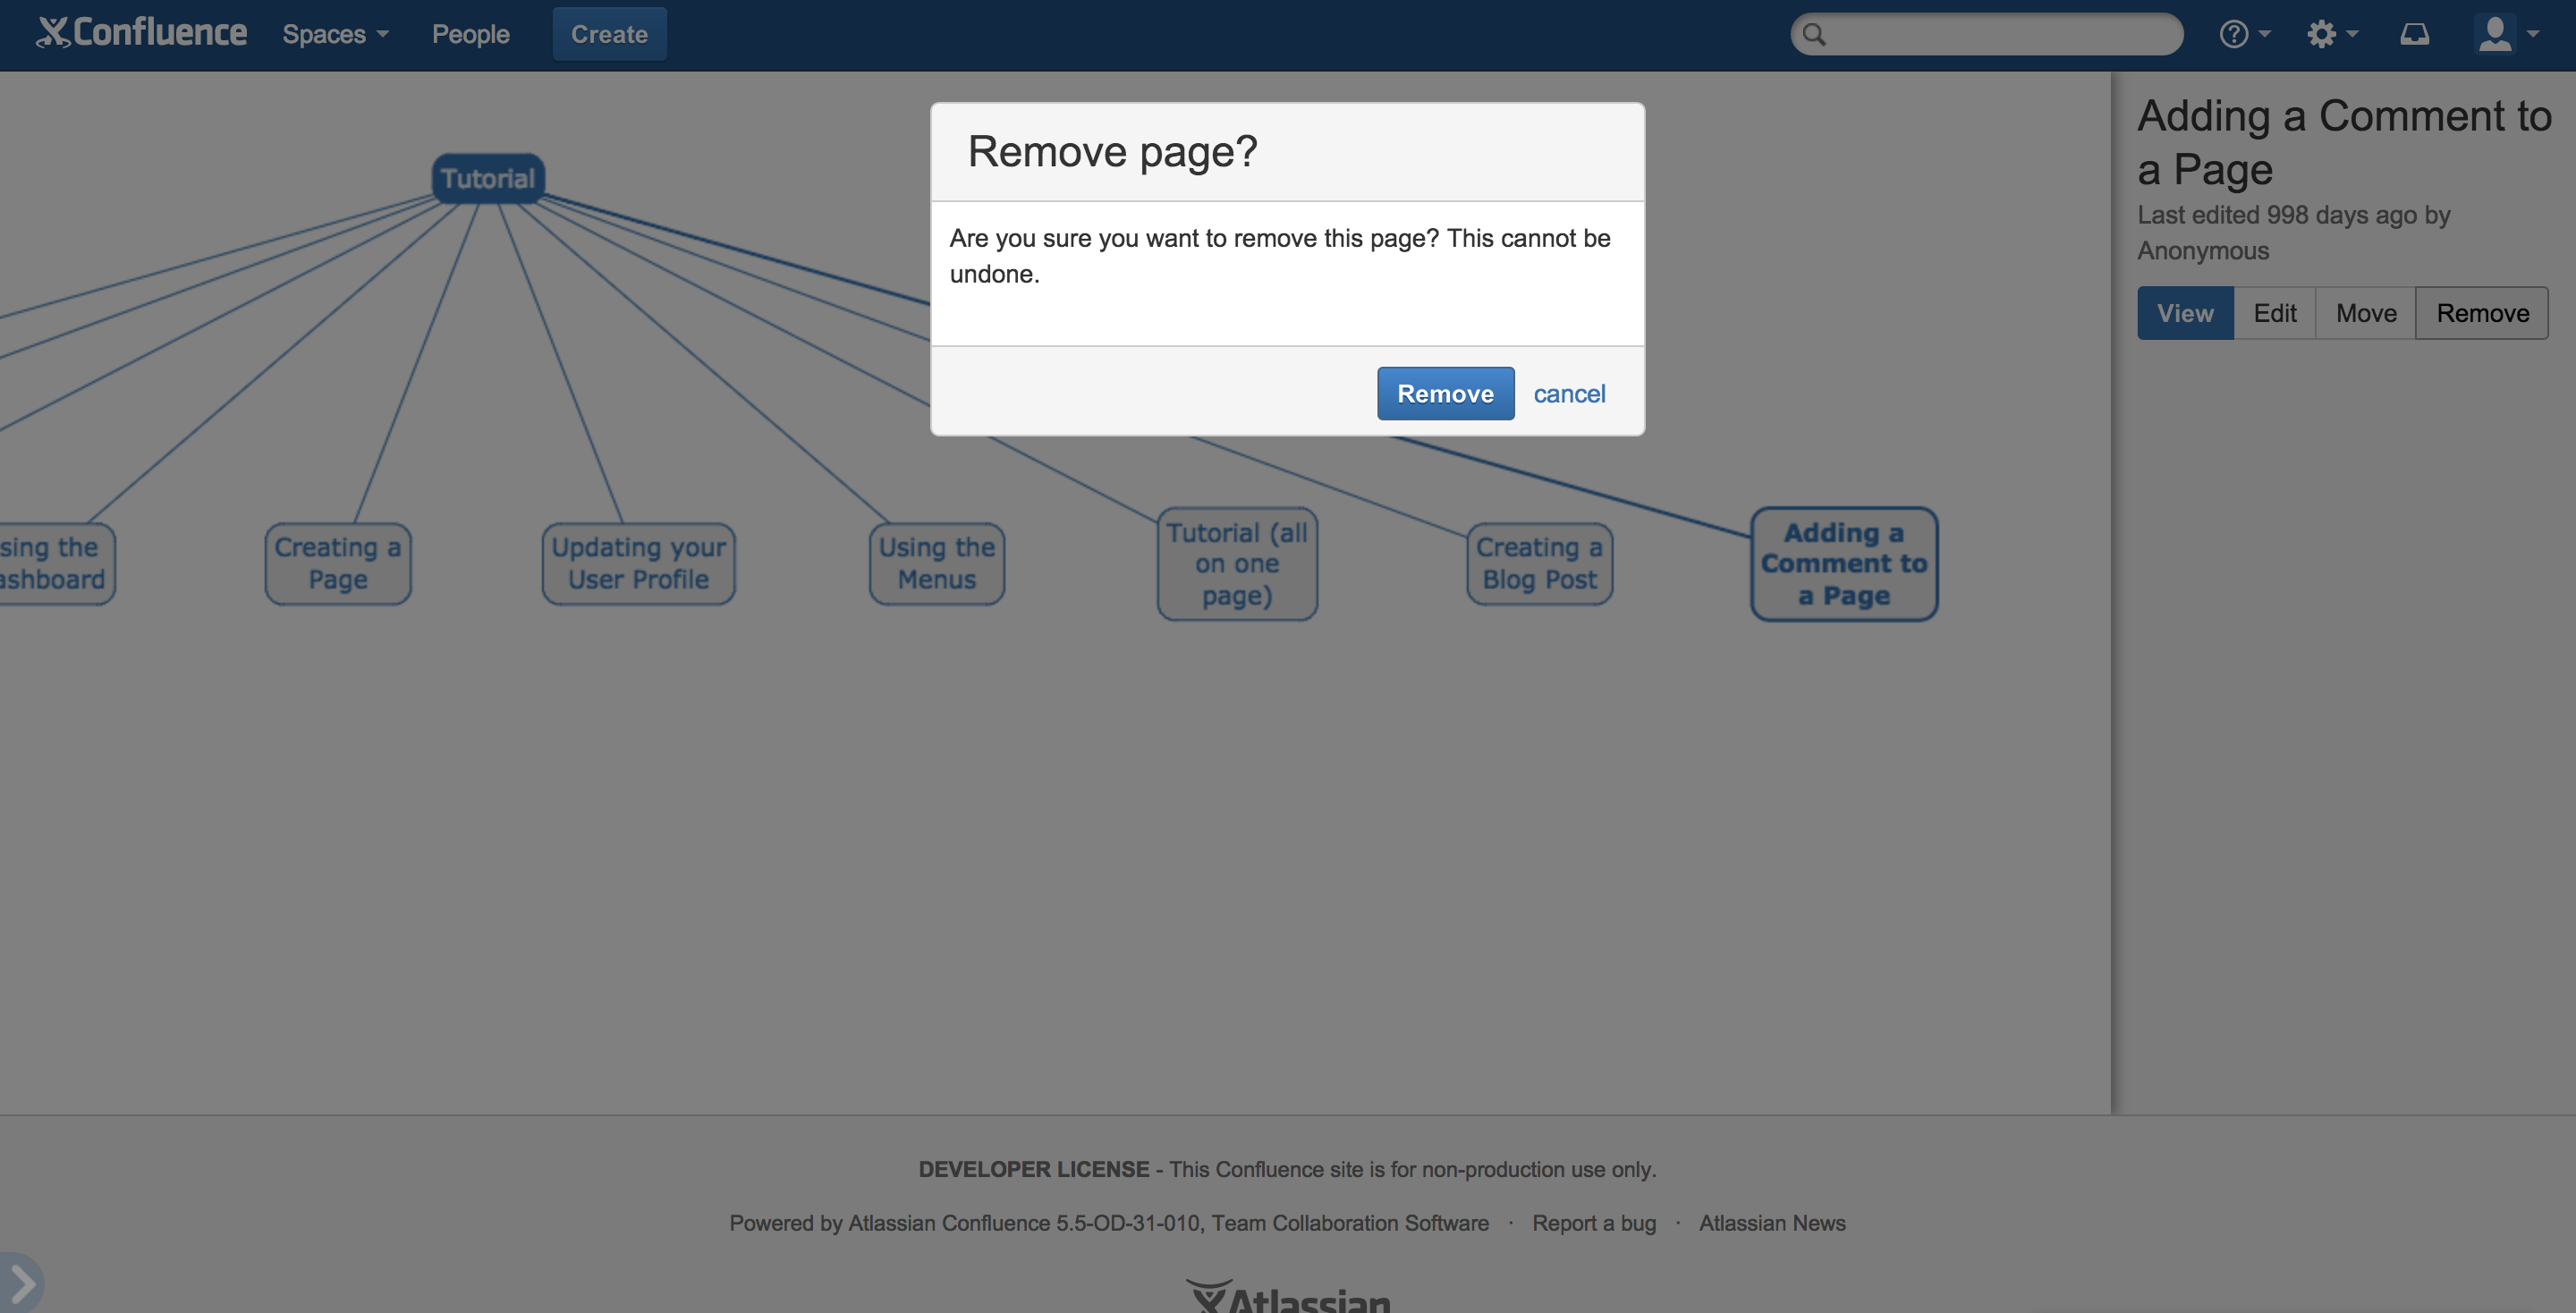 Confluence Spaces People Create
Adding a Comment to
a Page
Last edited 998 days ago by
Anonymous
View Edit Move Remove
Remove page?
Are you sure you want to remove this page? This cannot be
undone.
Remove cancel
Tutorial
sing the
ashboard
Creating a
Page
Updating your
User Profile
Using the
Menus
Tutorial (all
on one
page)
Creating a
Blog Post
Adding a
Comment to
a Page
DEVELOPER LICENSE - This Confluence site is for non-production use only.
Powered by Atlassian Confluence 5.5-OD-31-010, Team Collaboration Software · Report a bug · Atlassian News
Atlassian